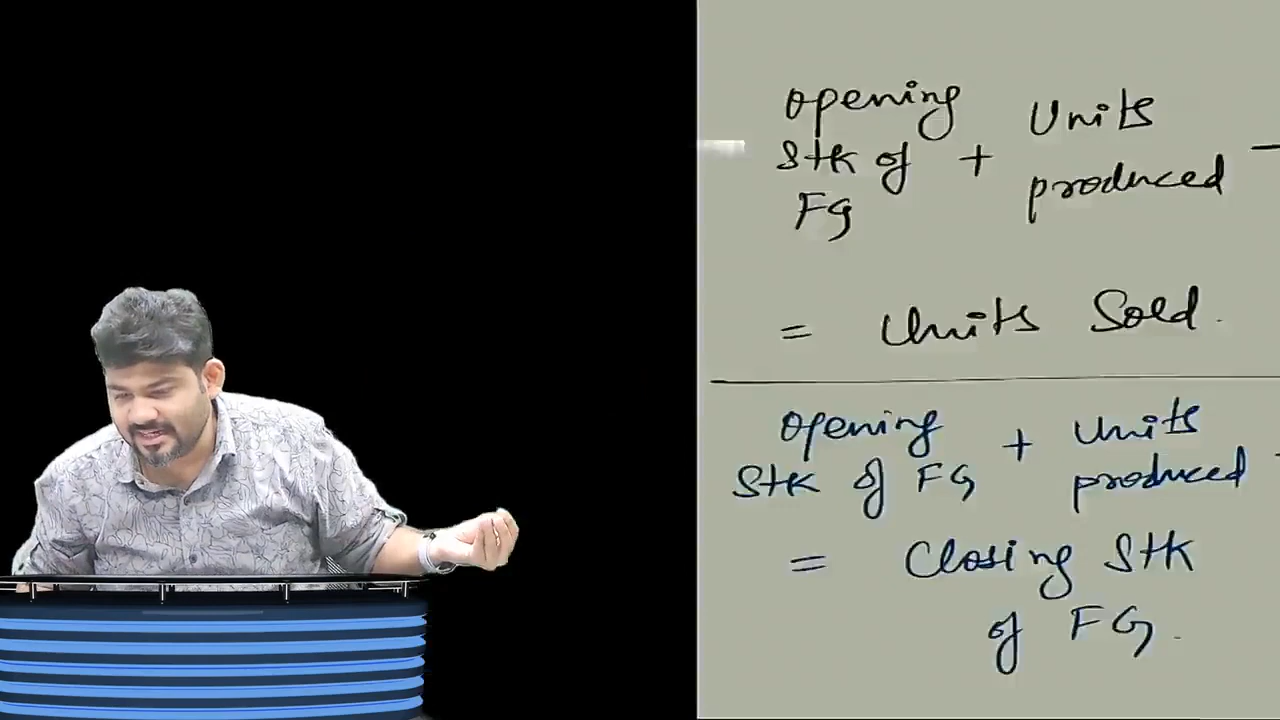 Opening Units
Stk of + produced -
FG
= Units Sold.
Opening + Units
Stk of FG produced -
= Closing Stk
of FG.